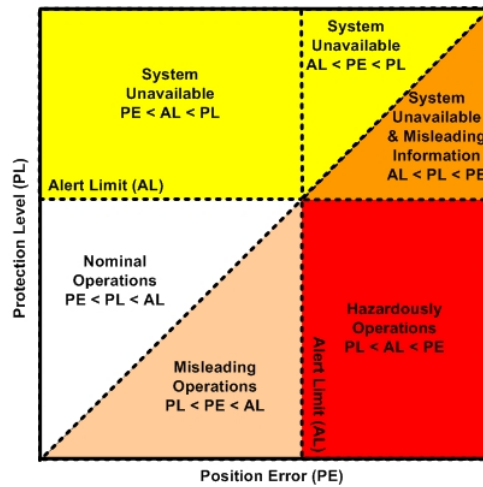 System
Unavailable
AL < PE < PL
System
Unavailable
PE < AL < PL
System
Unavailable
& Misleading
Information
AL < PL < PE
Alert Limit (AL)
Protection Level (PL)
Nominal
Operations
PE < PL < AL
Hazardously
Operations
PL < AL < PE
Alert Limit (AL)
Misleading
Operations
PL < PE < AL
Position Error (PE)